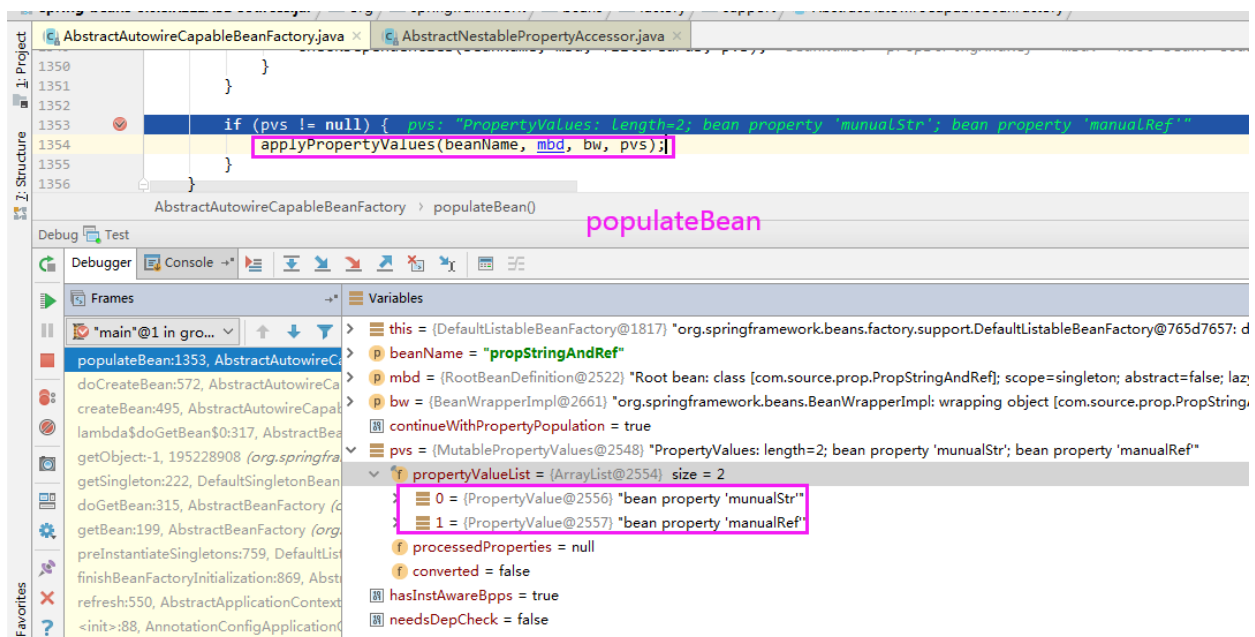 AbstractAutowireCapableBeanFactory.java × AbstractNestablePropertyAccessor.java ×
1350 }
1351 }
1352
1353 if (pvs != null) { pvs: "PropertyValues: length=2; bean property 'munualStr'; bean property 'manualRef'"
1354 applyPropertyValues(beanName, mbd, bw, pvs);
1355 }
1356 }
AbstractAutowireCapableBeanFactory › populateBean()
populateBean
1: Project
7: Structure
Favorites
Debug Test
Debugger Console
Frames
Variables
"main"@1 in gro...
populateBean:1353, AbstractAutowireCa
doCreateBean:572, AbstractAutowireCa
createBean:495, AbstractAutowireCapab
lambda$doGetBean$0:317, AbstractBea
getObject:-1, 195228908 (org.springfra
getSingleton:222, DefaultSingletonBean
doGetBean:315, AbstractBeanFactory (o
getBean:199, AbstractBeanFactory (org.
preInstantiateSingletons:759, DefaultList
finishBeanFactoryInitialization:869, Abst
refresh:550, AbstractApplicationContext
<init>:88, AnnotationConfigApplication
this = {DefaultListableBeanFactory@1817} "org.springframework.beans.factory.support.DefaultListableBeanFactory@765d7657: d
beanName = "propStringAndRef"
mbd = {RootBeanDefinition@2522} "Root bean: class [com.source.prop.PropStringAndRef]; scope=singleton; abstract=false; lazy
bw = {BeanWrapperImpl@2661} "org.springframework.beans.BeanWrapperImpl: wrapping object [com.source.prop.PropStringA
continueWithPropertyPopulation = true
pvs = {MutablePropertyValues@2548} "PropertyValues: length=2; bean property 'munualStr'; bean property 'manualRef'"
propertyValueList = {ArrayList@2554} size = 2
0 = {PropertyValue@2556} "bean property 'munualStr'"
1 = {PropertyValue@2557} "bean property 'manualRef'"
processedProperties = null
converted = false
hasInstAwareBpps = true
needsDepCheck = false